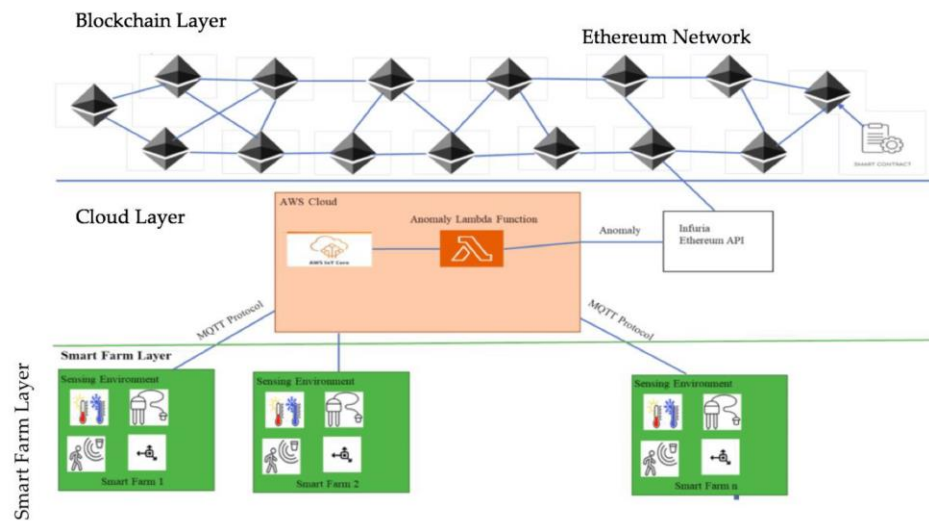 Blockchain Layer
Ethereum Network
SMART CONTRACT
Cloud Layer
AWS Cloud
Anomaly Lambda Function
AWS IoT Core
Anomaly
Infuria
Ethereum API
MQTT Protocol
MQTT Protocol
Smart Farm Layer
Smart Farm Layer
Sensing Environment
Smart Farm 1
Sensing Environment
Smart Farm 2
Sensing Environment
Smart Farm n